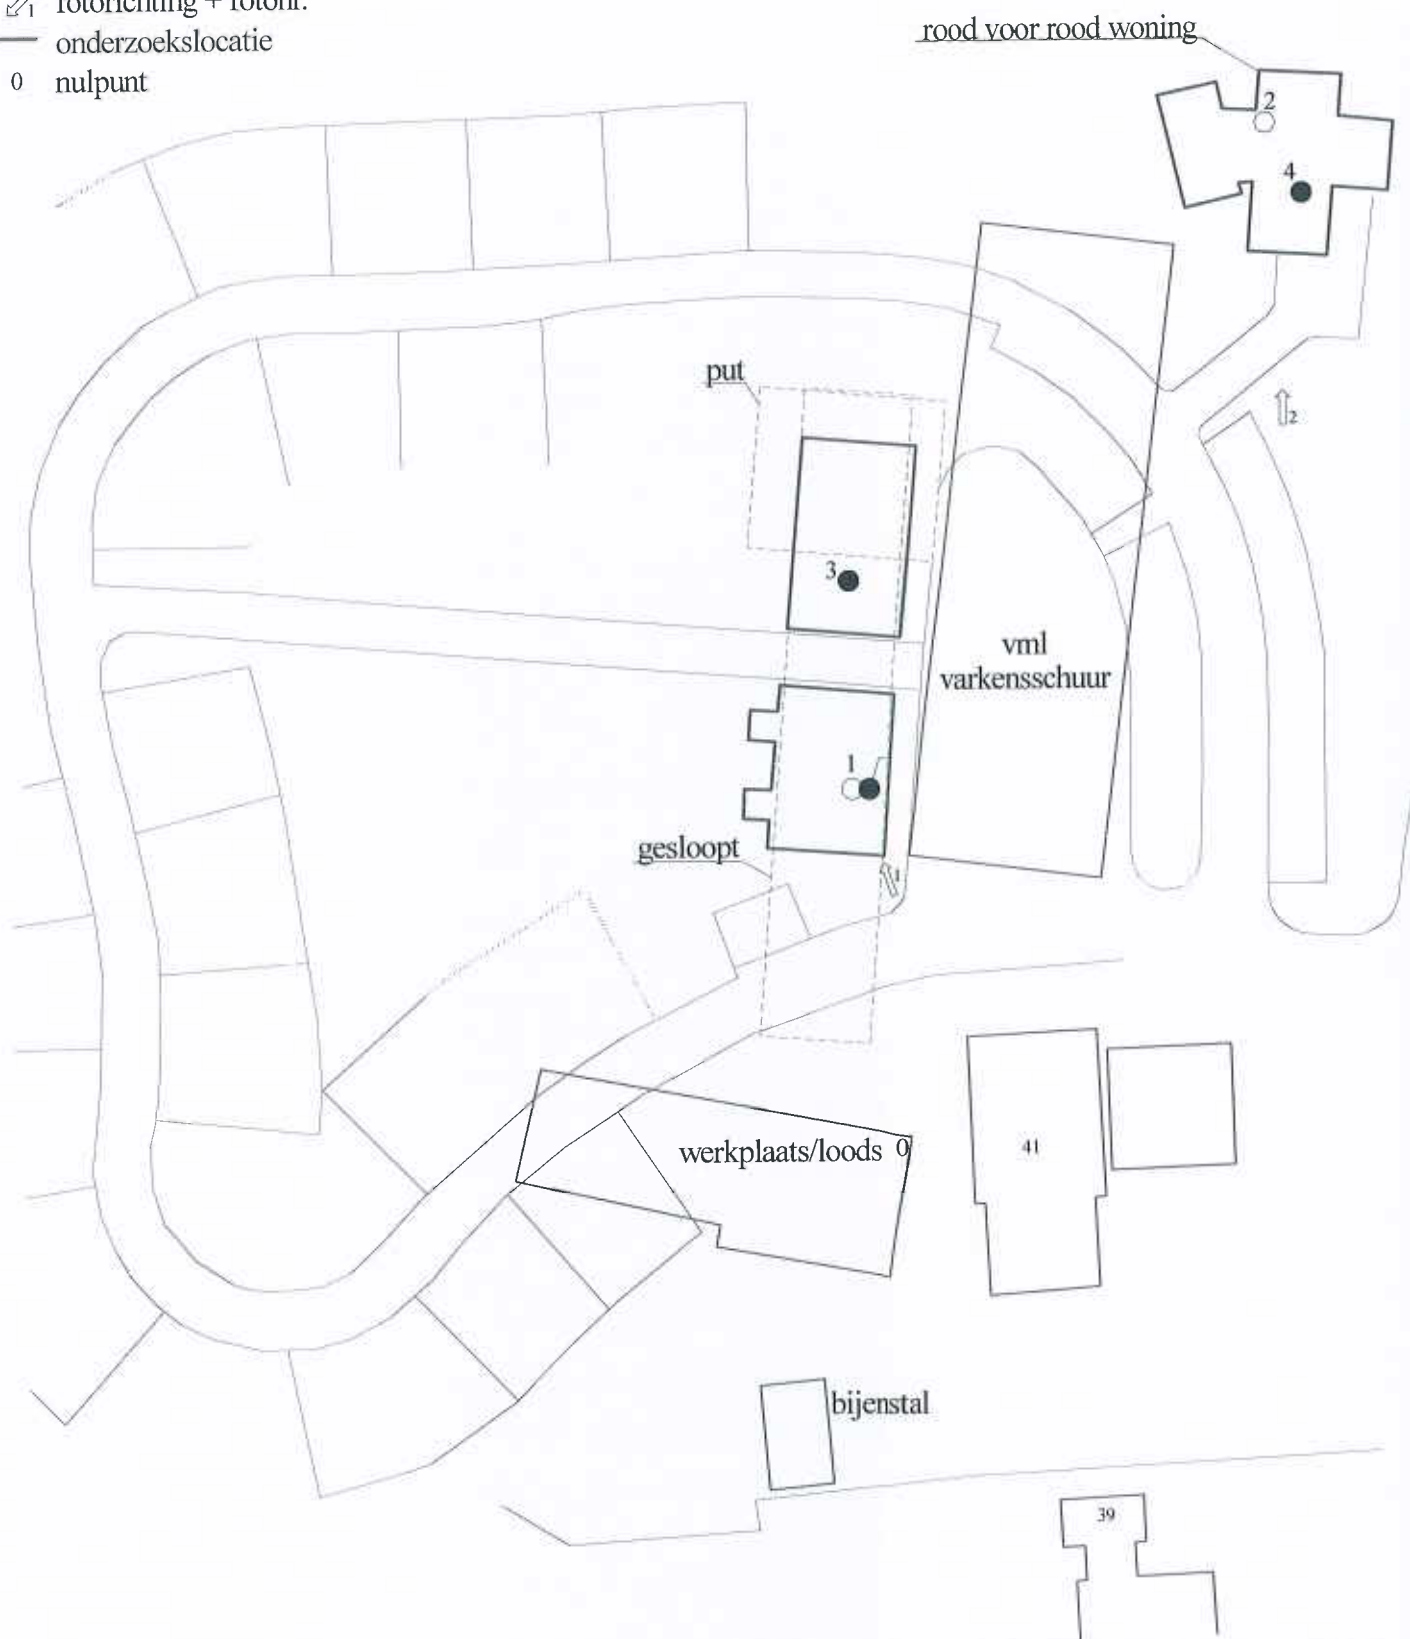 1 fotorichting + fotonr.
onderzoekslocatie
0 nulpunt
rood voor rood woning
2
4
put
2
3
vml
varkensschuur
1
gesloopt
1
werkplaats/loods 0
41
bijenstal
39